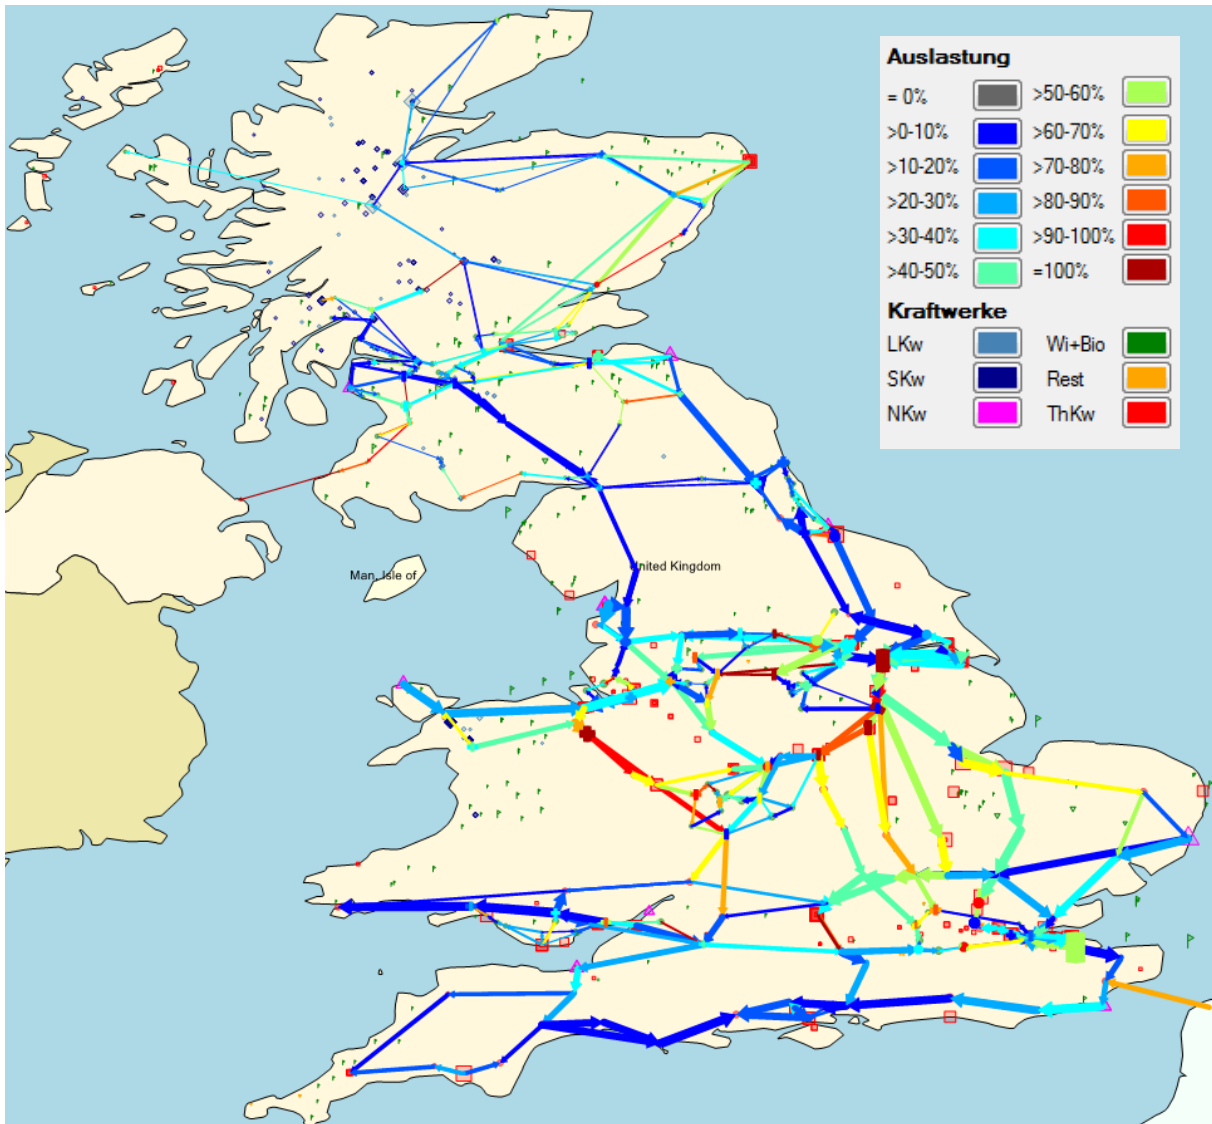 Auslastung
= 0% >50-60%
>0-10% >60-70%
>10-20% >70-80%
>20-30% >80-90%
>30-40% >90-100%
>40-50% =100%
Kraftwerke
LKw Wi+Bio
SKw Rest
NKw ThKw
United Kingdom
Man, Isle of